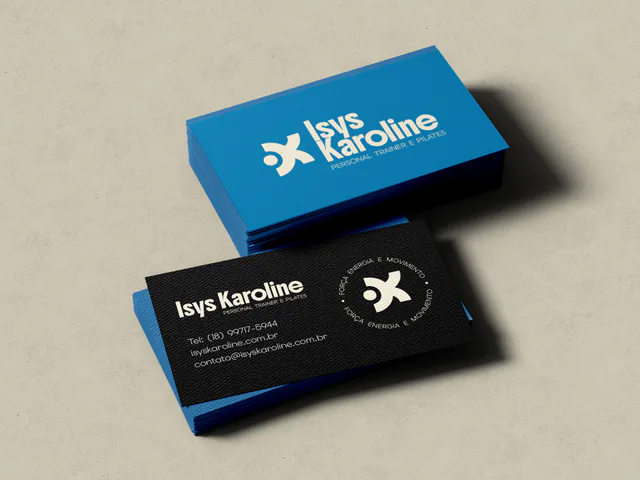 Isys
Karoline
PERSONAL TRAINER E PILATES
Isys Karoline
PERSONAL TRAINER E PILATES
Tel: (18) 99717-5944
isyskaroline.com.br
contato@isyskaroline.com.br
FORÇA ENERGIA E MOVIMENTO
FORÇA ENERGIA E MOVIMENTO